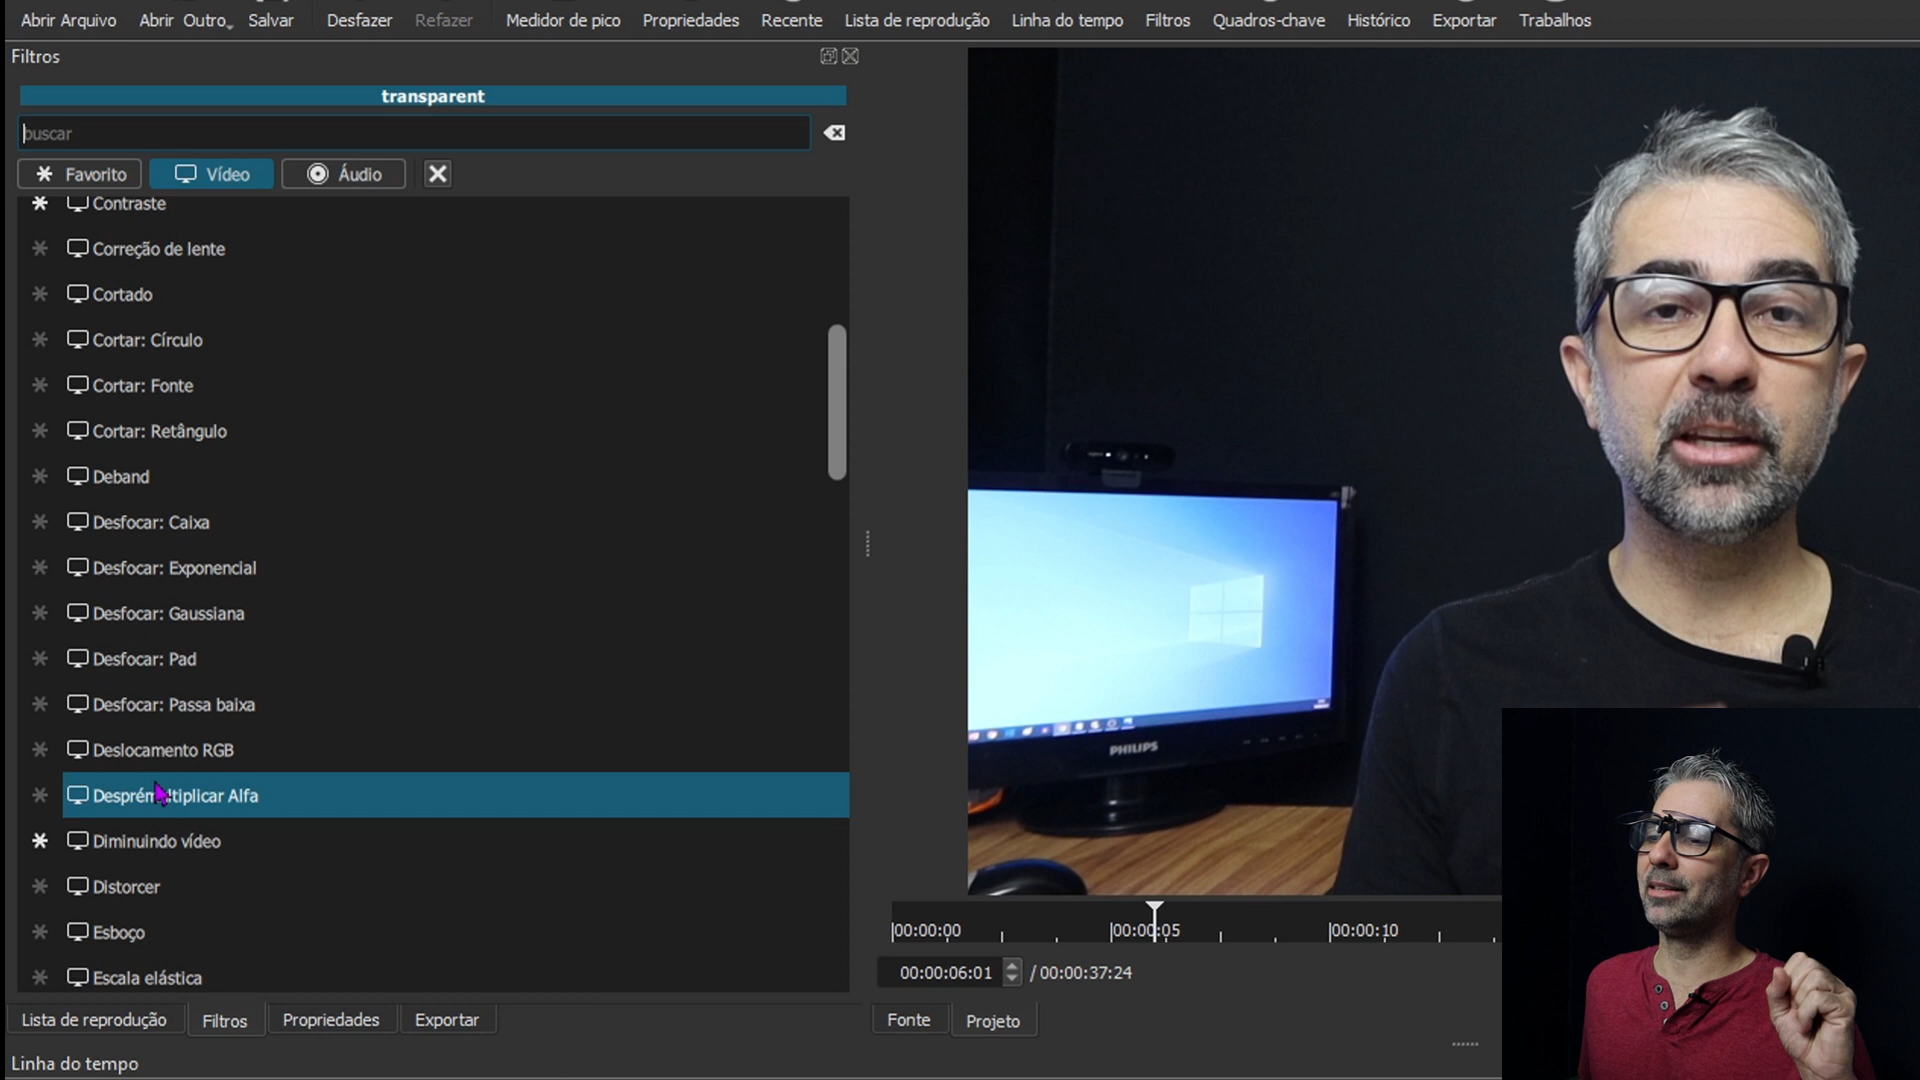 Abrir Arquivo Abrir Outro Salvar Desfazer Refazer Medidor de pico Propriedades Recente Lista de reprodução Linha do tempo Filtros Quadros-chave Histórico Exportar Trabalhos
Filtros
transparent
buscar
Favorito Vídeo Áudio
Contraste
Correção de lente
Cortado
Cortar: Círculo
Cortar: Fonte
Cortar: Retângulo
Deband
Desfocar: Caixa
Desfocar: Exponencial
Desfocar: Gaussiana
Desfocar: Pad
Desfocar: Passa baixa
Deslocamento RGB
Desprémultiplicar Alfa
Diminuindo vídeo
Distorcer
Esboço
Escala elástica
PHILIPS
00:00:00 00:00:05 00:00:10
00:00:06:01 / 00:00:37:24
Lista de reprodução Filtros Propriedades Exportar
Fonte Projeto
Linha do tempo